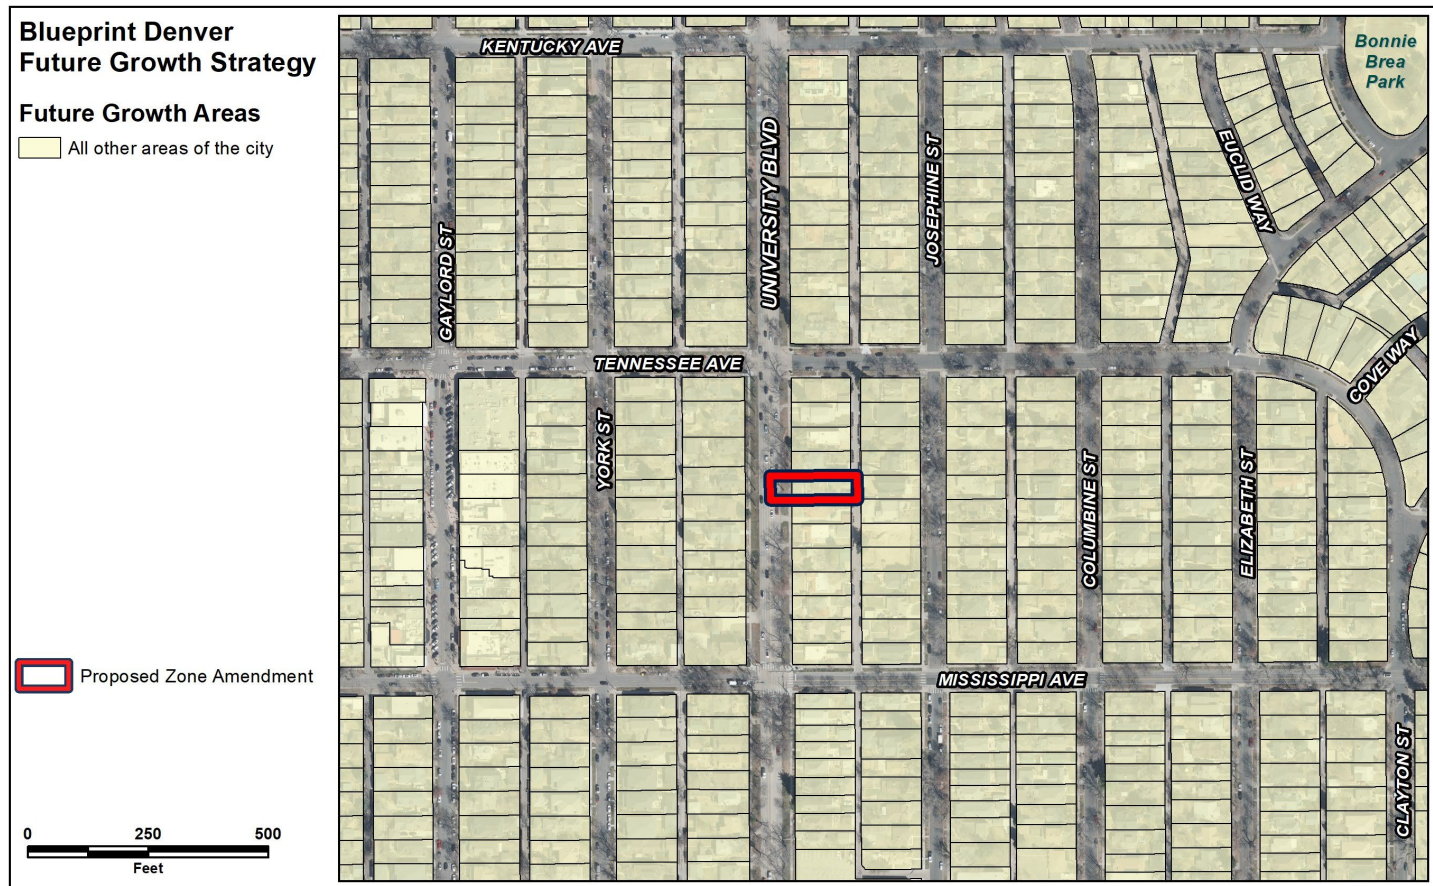 Blueprint Denver
Future Growth Strategy
Future Growth Areas
All other areas of the city
Proposed Zone Amendment
0 250 500
Feet
KENTUCKY AVE
Bonnie
Brea
Park
GAYLORD ST
UNIVERSITY BLVD
JOSEPHINE ST
EUCLID WAY
TENNESSEE AVE
COVE WAY
YORK ST
COLUMBINE ST
ELIZABETH ST
MISSISSIPPI AVE
CLAYTON ST